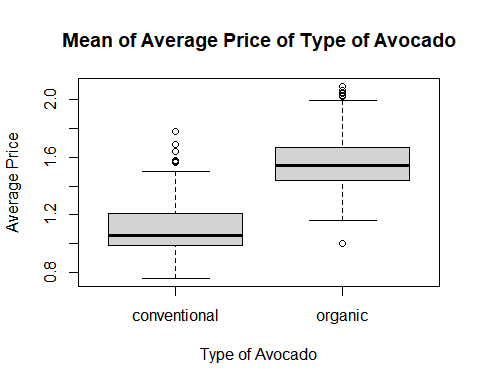 Mean of Average Price of Type of Avocado
Average Price
2.0
1.6
1.2
0.8
conventional organic
Type of Avocado